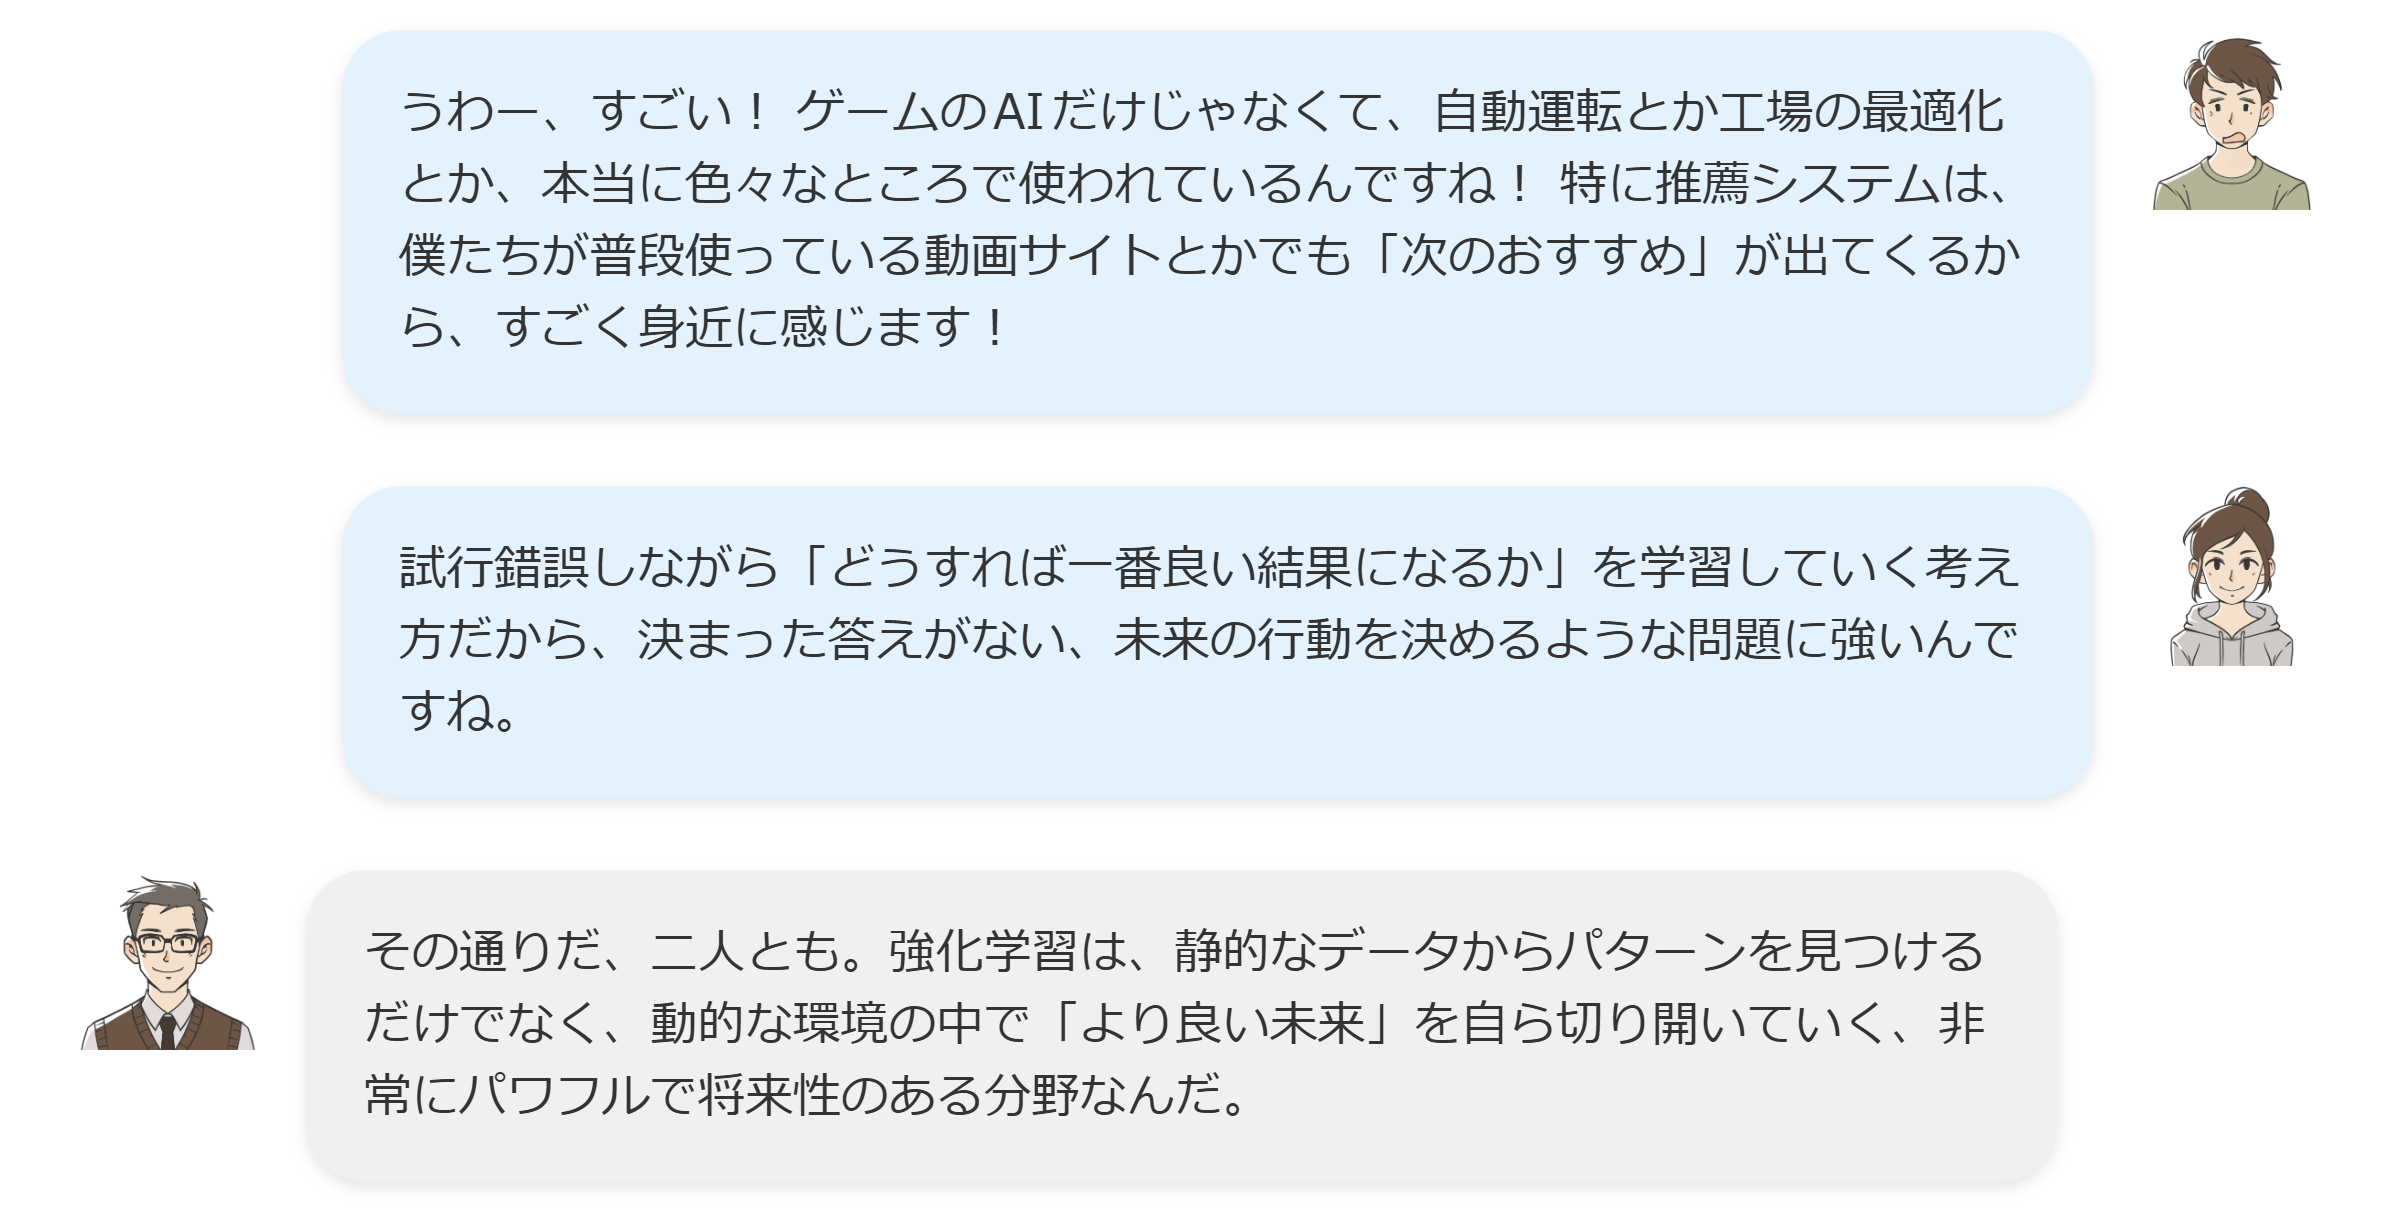 うわー、すごい！ ゲームのAIだけじゃなくて、自動運転とか工場の最適化
とか、本当に色々なところで使われているんですね！ 特に推薦システムは、
僕たちが普段使っている動画サイトとかでも「次のおすすめ」が出てくるか
ら、すごく身近に感じます！
試行錯誤しながら「どうすれば一番良い結果になるか」を学習していく考え
方だから、決まった答えがない、未来の行動を決めるような問題に強いんで
すね。
その通りだ、二人とも。強化学習は、静的なデータからパターンを見つける
だけでなく、動的な環境の中で「より良い未来」を自ら切り開いていく、非
常にパワフルで将来性のある分野なんだ。